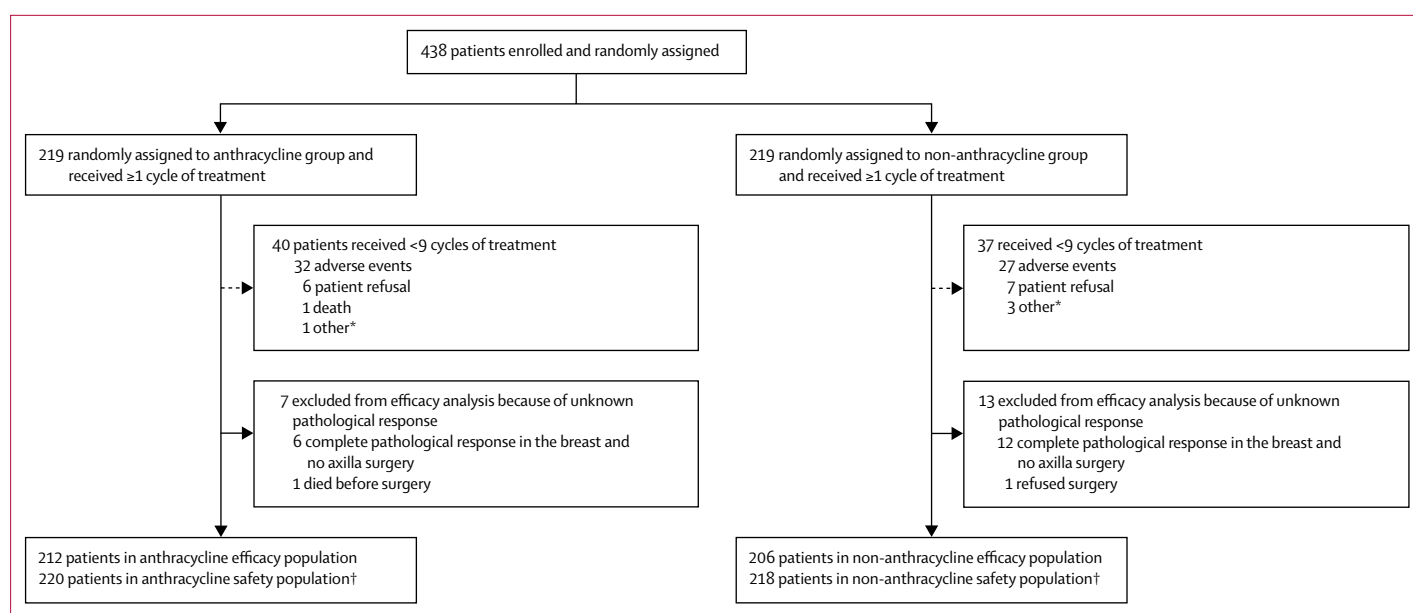 438 patients enrolled and randomly assigned
219 randomly assigned to anthracycline group and
received ≥1 cycle of treatment
219 randomly assigned to non-anthracycline group
and received ≥1 cycle of treatment
40 patients received <9 cycles of treatment
32 adverse events
6 patient refusal
1 death
1 other*
37 received <9 cycles of treatment
27 adverse events
7 patient refusal
3 other*
7 excluded from efficacy analysis because of unknown
pathological response
6 complete pathological response in the breast and
no axilla surgery
1 died before surgery
13 excluded from efficacy analysis because of unknown
pathological response
12 complete pathological response in the breast and
no axilla surgery
1 refused surgery
212 patients in anthracycline efficacy population
220 patients in anthracycline safety population†
206 patients in non-anthracycline efficacy population
218 patients in non-anthracycline safety population†